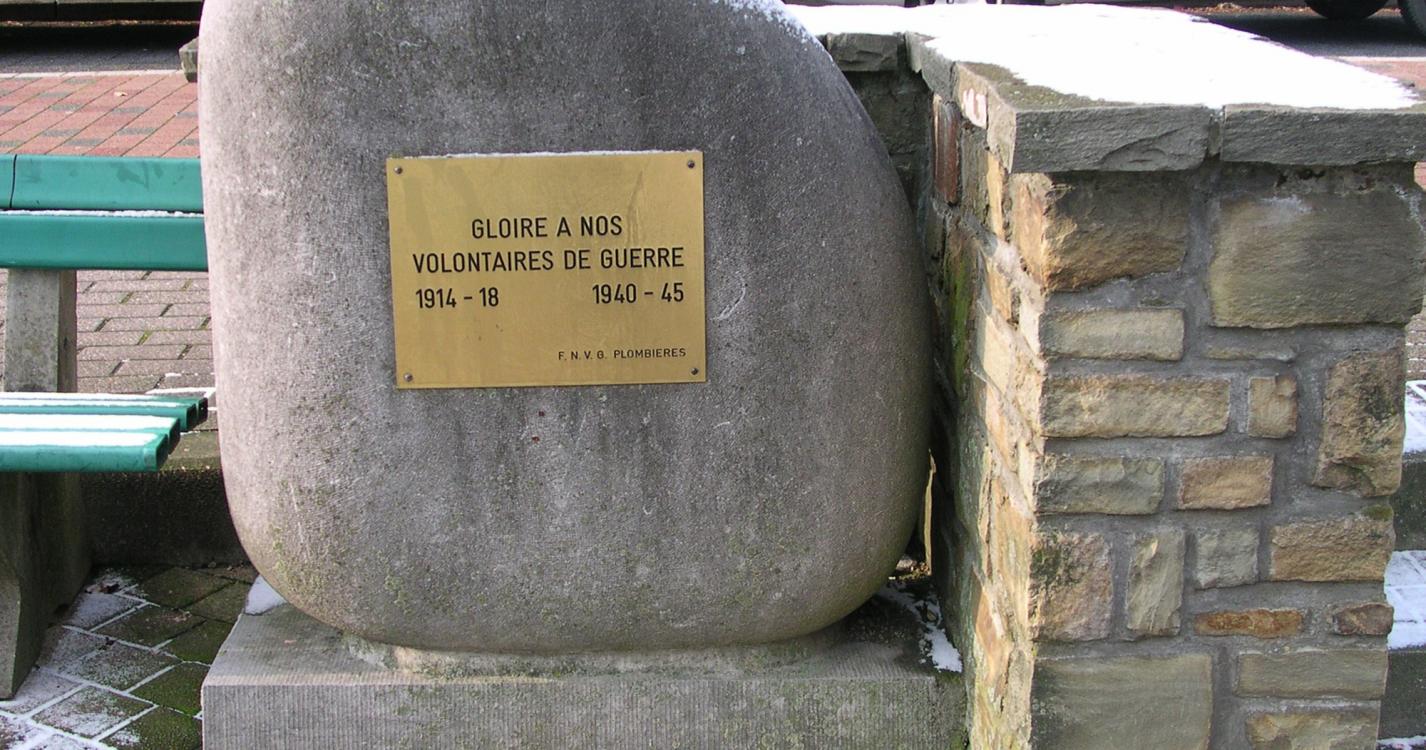 GLOIRE A NOS
VOLONTAIRES DE GUERRE
1914 - 18 1940 - 45
F. N. V. G. PLOMBIERES